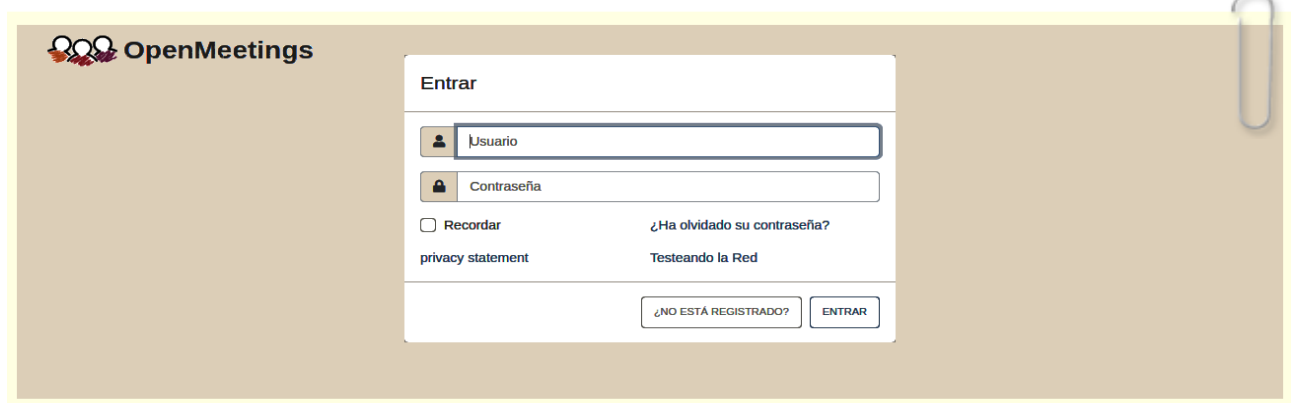 OpenMeetings
Entrar
Usuario
Contraseña
Recordar ¿Ha olvidado su contraseña?
privacy statement Testeando la Red
¿NO ESTÁ REGISTRADO? ENTRAR